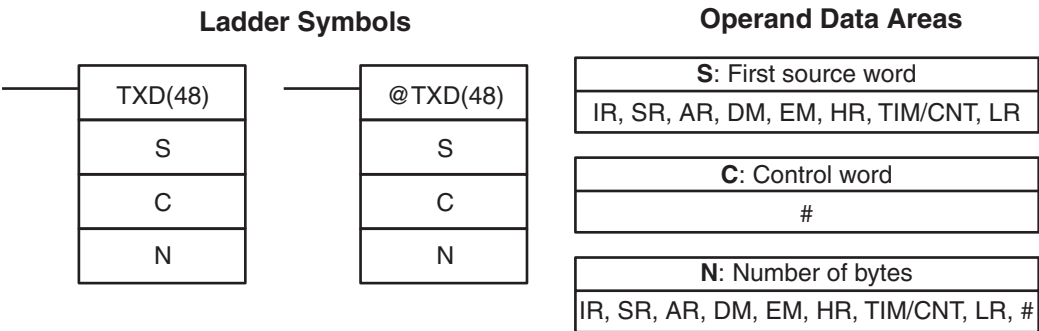 Ladder Symbols
TXD(48)
S
C
N
@TXD(48)
S
C
N
Operand Data Areas
S: First source word
IR, SR, AR, DM, EM, HR, TIM/CNT, LR
C: Control word
#
N: Number of bytes
IR, SR, AR, DM, EM, HR, TIM/CNT, LR, #